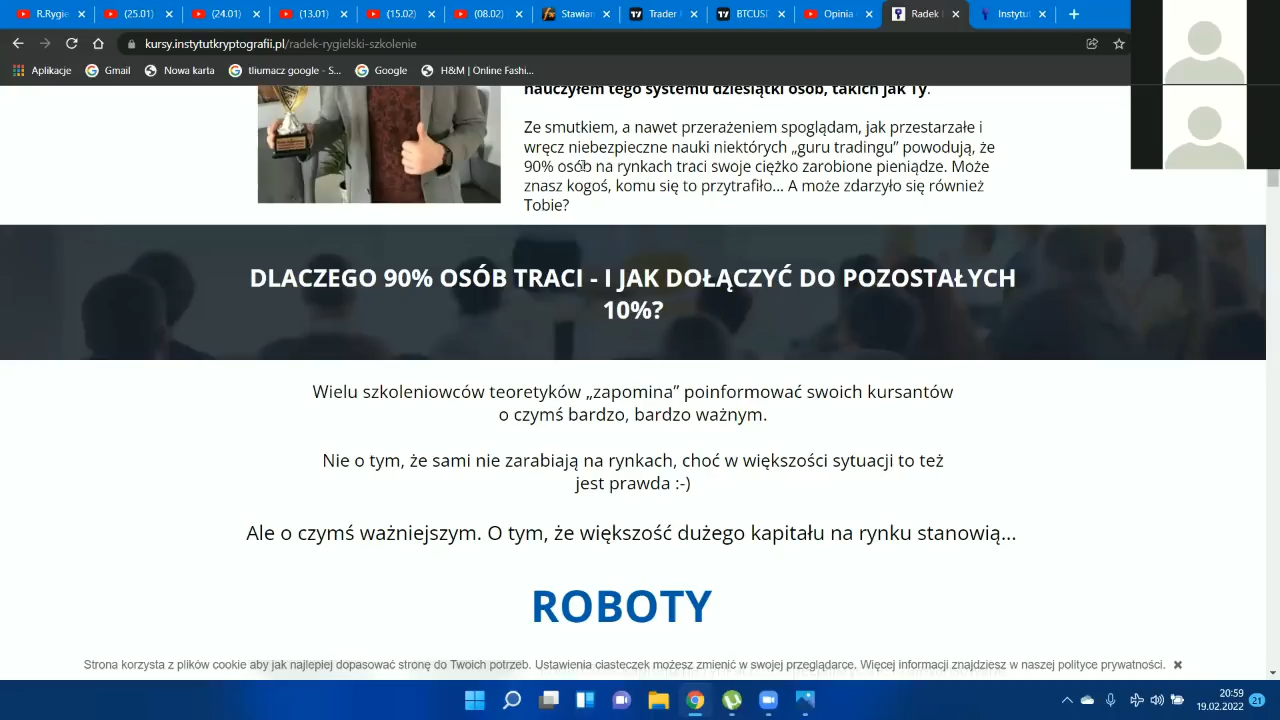 R.Rygie
(25.01)
(24.01)
(13.01)
(15.02)
(08.02)
Stawian
Trader
BTCUSD
Opinia
Radek
Instytut
kursy.instytutkryptografii.pl/radek-rygielski-szkolenie
Aplikacje
Gmail
Nowa karta
tliumacz google - S...
Google
H&M | Online Fashi...
nauczyłem tego systemu dziesiątki osób, takich jak Ty.
Ze smutkiem, a nawet przerażeniem spoglądam, jak przestarzałe i
wręcz niebezpieczne nauki niektórych „guru tradingu” powodują, że
90% osób na rynkach traci swoje ciężko zarobione pieniądze. Może
znasz kogoś, komu się to przytrafiło... A może zdarzyło się również
Tobie?
DLACZEGO 90% OSÓB TRACI - I JAK DOŁĄCZYĆ DO POZOSTAŁYCH
10%?
Wielu szkoleniowców teoretyków „zapomina” poinformować swoich kursantów
o czymś bardzo, bardzo ważnym.
Nie o tym, że sami nie zarabiają na rynkach, choć w większości sytuacji to też
jest prawda :-)
Ale o czymś ważniejszym. O tym, że większość dużego kapitału na rynku stanowią...
ROBOTY
Strona korzysta z plików cookie aby jak najlepiej dopasować stronę do Twoich potrzeb. Ustawienia ciasteczek możesz zmienić w swojej przeglądarce. Więcej informacji znajdziesz w naszej polityce prywatności.
20:59
19.02.2022
21